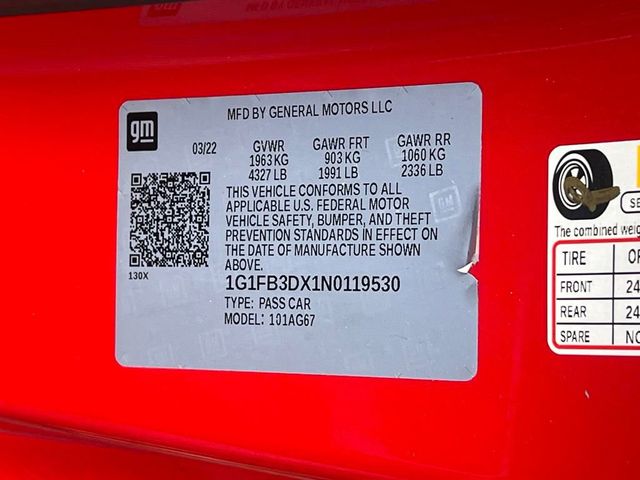 MFD BY GENERAL MOTORS LLC
gm
03/22 GVWR GAWR FRT GAWR RR
1963 KG 903 KG 1060 KG
4327 LB 1991 LB 2336 LB
THIS VEHICLE CONFORMS TO ALL
APPLICABLE U.S. FEDERAL MOTOR
VEHICLE SAFETY, BUMPER, AND THEFT
PREVENTION STANDARDS IN EFFECT ON
THE DATE OF MANUFACTURE SHOWN
ABOVE.
130X
1G1FB3DX1N0119530
TYPE: PASS CAR
MODEL: 101AG67
The combined
TIRE
FRONT 24
REAR 24
SPARE